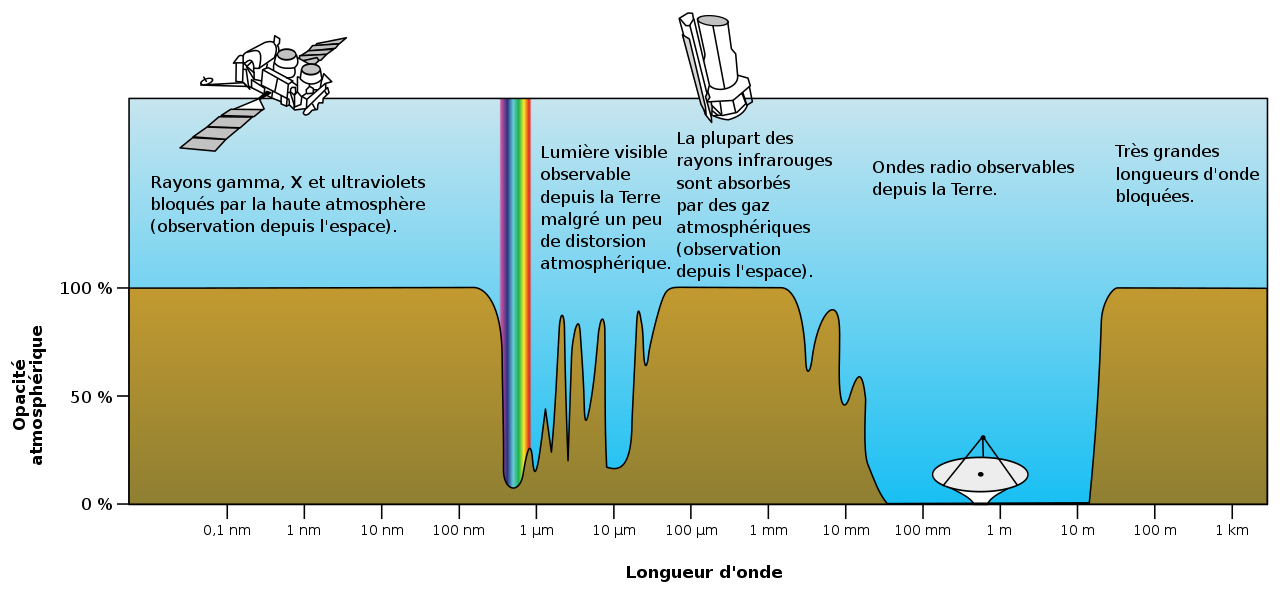 Rayons gamma, X et ultraviolets
bloqués par la haute atmosphère
(observation depuis l'espace).
Lumière visible
observable
depuis la Terre
malgré un peu
de distorsion
atmosphérique.
La plupart des
rayons infrarouges
sont absorbés
par des gaz
atmosphériques
(observation
depuis l'espace).
Ondes radio observables
depuis la Terre.
Très grandes
longueurs d'onde
bloquées.
Opacité
atmosphérique
100 %
50 %
0 %
0,1 nm
1 nm
10 nm
100 nm
1 µm
10 µm
100 µm
1 mm
10 mm
100 mm
1 m
10 m
100 m
1 km
Longueur d'onde